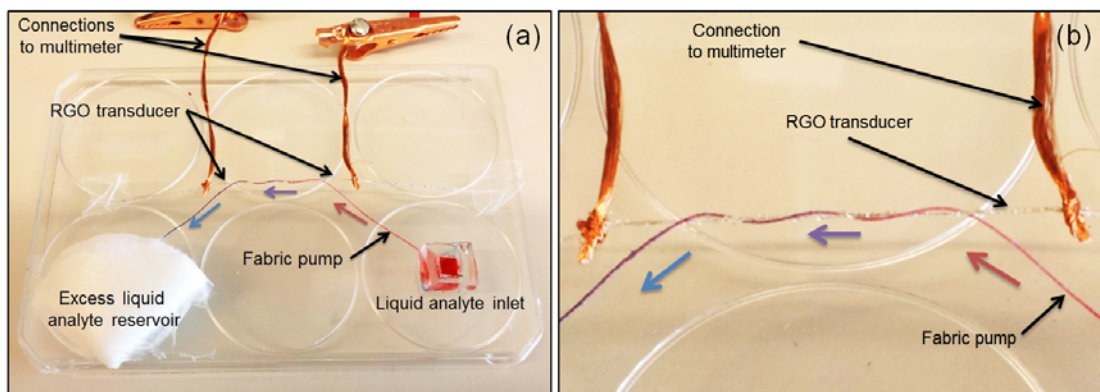 (a)
Connections
to multimeter
RGO transducer
Fabric pump
Excess liquid
analyte reservoir
Liquid analyte inlet
(b)
Connection
to multimeter
RGO transducer
Fabric pump